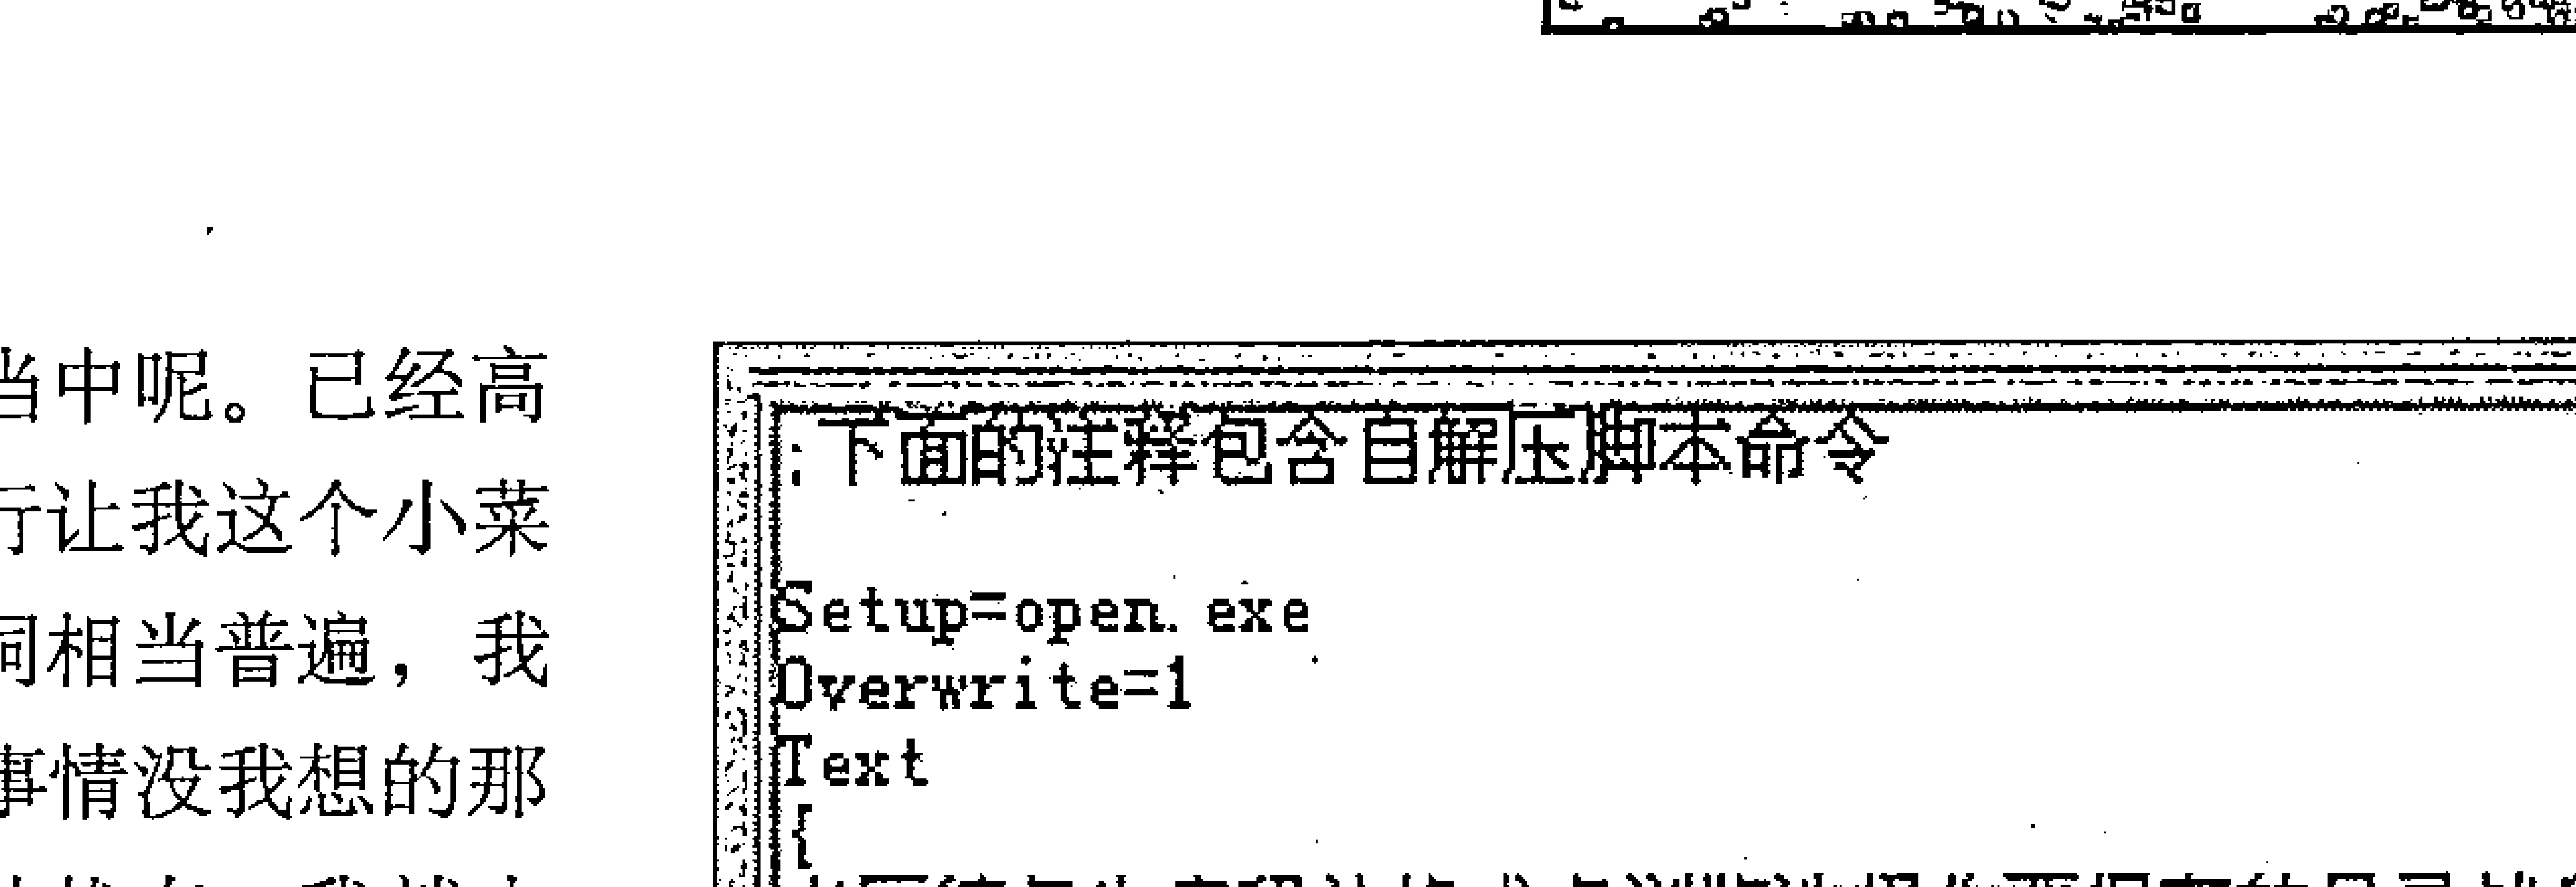 当中呢。已经高
行让我这个小菜
洞相当普遍，我
事情没我想的那
;下面的注释包含自解压脚本命令
Setup=open.exe
Overwrite=1
Text
{